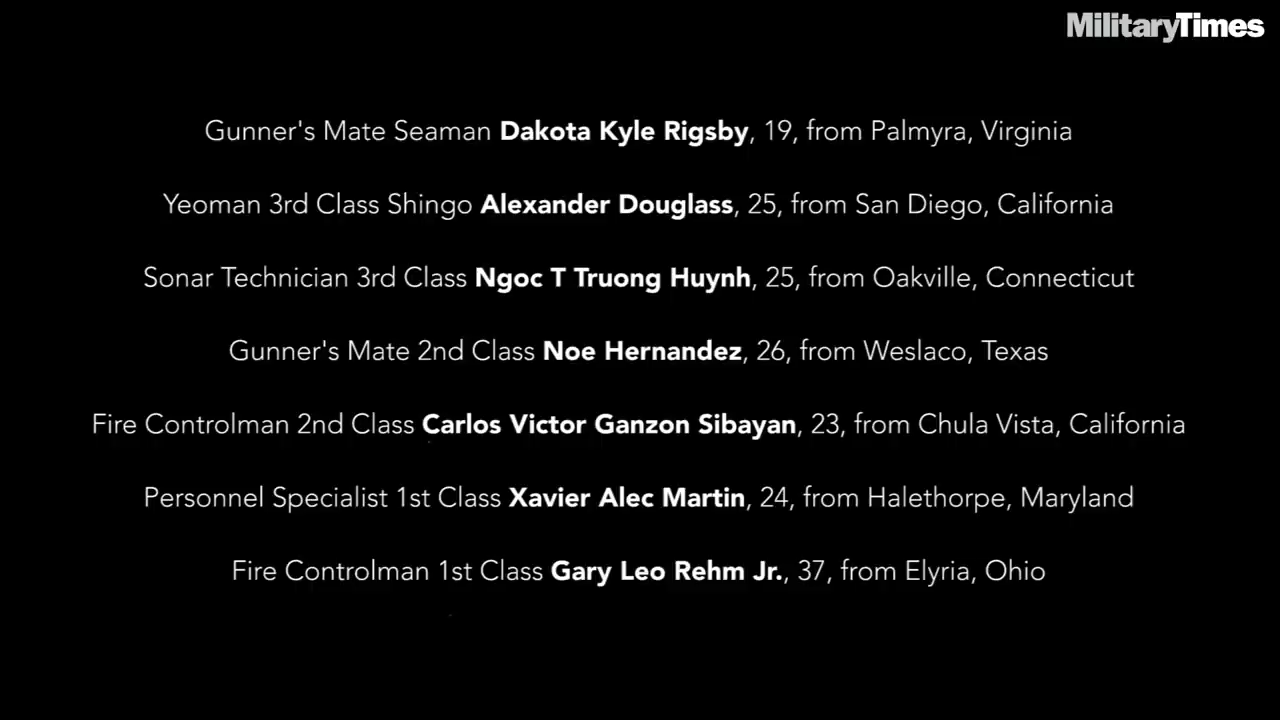 MilitaryTimes
Gunner's Mate Seaman Dakota Kyle Rigsby, 19, from Palmyra, Virginia
Yeoman 3rd Class Shingo Alexander Douglass, 25, from San Diego, California
Sonar Technician 3rd Class Ngoc T Truong Huynh, 25, from Oakville, Connecticut
Gunner's Mate 2nd Class Noe Hernandez, 26, from Weslaco, Texas
Fire Controlman 2nd Class Carlos Victor Ganzon Sibayan, 23, from Chula Vista, California
Personnel Specialist 1st Class Xavier Alec Martin, 24, from Halethorpe, Maryland
Fire Controlman 1st Class Gary Leo Rehm Jr., 37, from Elyria, Ohio